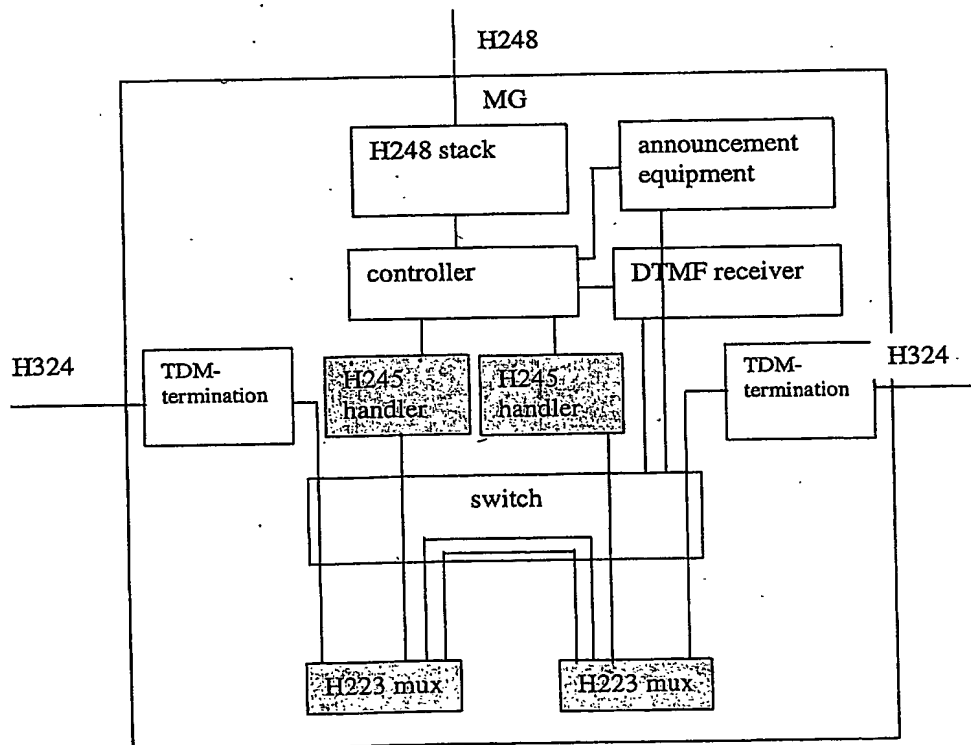 H248
MG
H248 stack
announcement
equipment
controller
DTMF receiver
H324
TDM-
termination
H245
handler
H245
handler
TDM-
termination
H324
switch
H223 mux
H223 mux